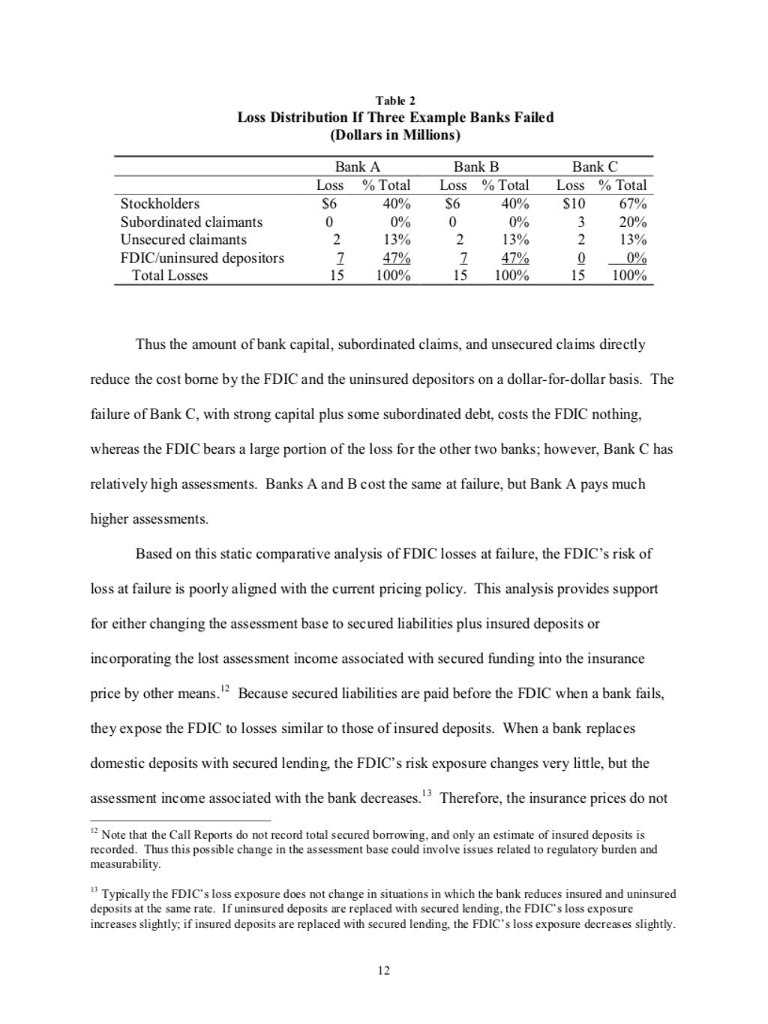 Table 2
Loss Distribution If Three Example Banks Failed
(Dollars in Millions)
Bank A Bank B Bank C
Loss % Total Loss % Total Loss % Total
Stockholders $6 40% $6 40% $10 67%
Subordinated claimants 0 0% 0 0% 3 20%
Unsecured claimants 2 13% 2 13% 2 13%
FDIC/uninsured depositors 7 47% 7 47% 0 0%
Total Losses 15 100% 15 100% 15 100%
Thus the amount of bank capital, subordinated claims, and unsecured claims directly
reduce the cost borne by the FDIC and the uninsured depositors on a dollar-for-dollar basis. The
failure of Bank C, with strong capital plus some subordinated debt, costs the FDIC nothing,
whereas the FDIC bears a large portion of the loss for the other two banks; however, Bank C has
relatively high assessments. Banks A and B cost the same at failure, but Bank A pays much
higher assessments.
Based on this static comparative analysis of FDIC losses at failure, the FDIC's risk of
loss at failure is poorly aligned with the current pricing policy. This analysis provides support
for either changing the assessment base to secured liabilities plus insured deposits or
incorporating the lost assessment income associated with secured funding into the insurance
price by other means.12 Because secured liabilities are paid before the FDIC when a bank fails,
they expose the FDIC to losses similar to those of insured deposits. When a bank replaces
domestic deposits with secured lending, the FDIC's risk exposure changes very little, but the
assessment income associated with the bank decreases.13 Therefore, the insurance prices do not
12 Note that the Call Reports do not record total secured borrowing, and only an estimate of insured deposits is
recorded. Thus this possible change in the assessment base could involve issues related to regulatory burden and
measurability.
13 Typically the FDIC's loss exposure does not change in situations in which the bank reduces insured and uninsured
deposits at the same rate. If uninsured deposits are replaced with secured lending, the FDIC's loss exposure
increases slightly; if insured deposits are replaced with secured lending, the FDIC's loss exposure decreases slightly.
12